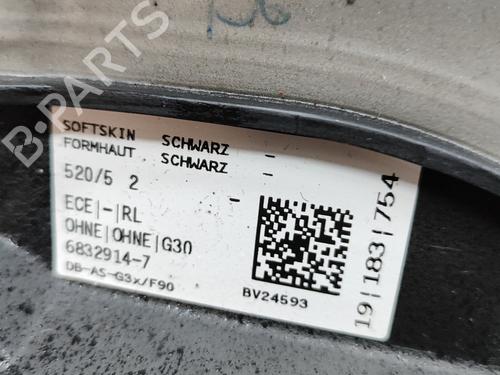 B-PARTS
SOFTSKIN SCHWARZ -
FORMHAUT SCHWARZ -
520/5 2
ECE|-|RL
OHNE|OHNE|G30
6832914-7
DB-AS-G3x/F90
BV24593
19|183|754